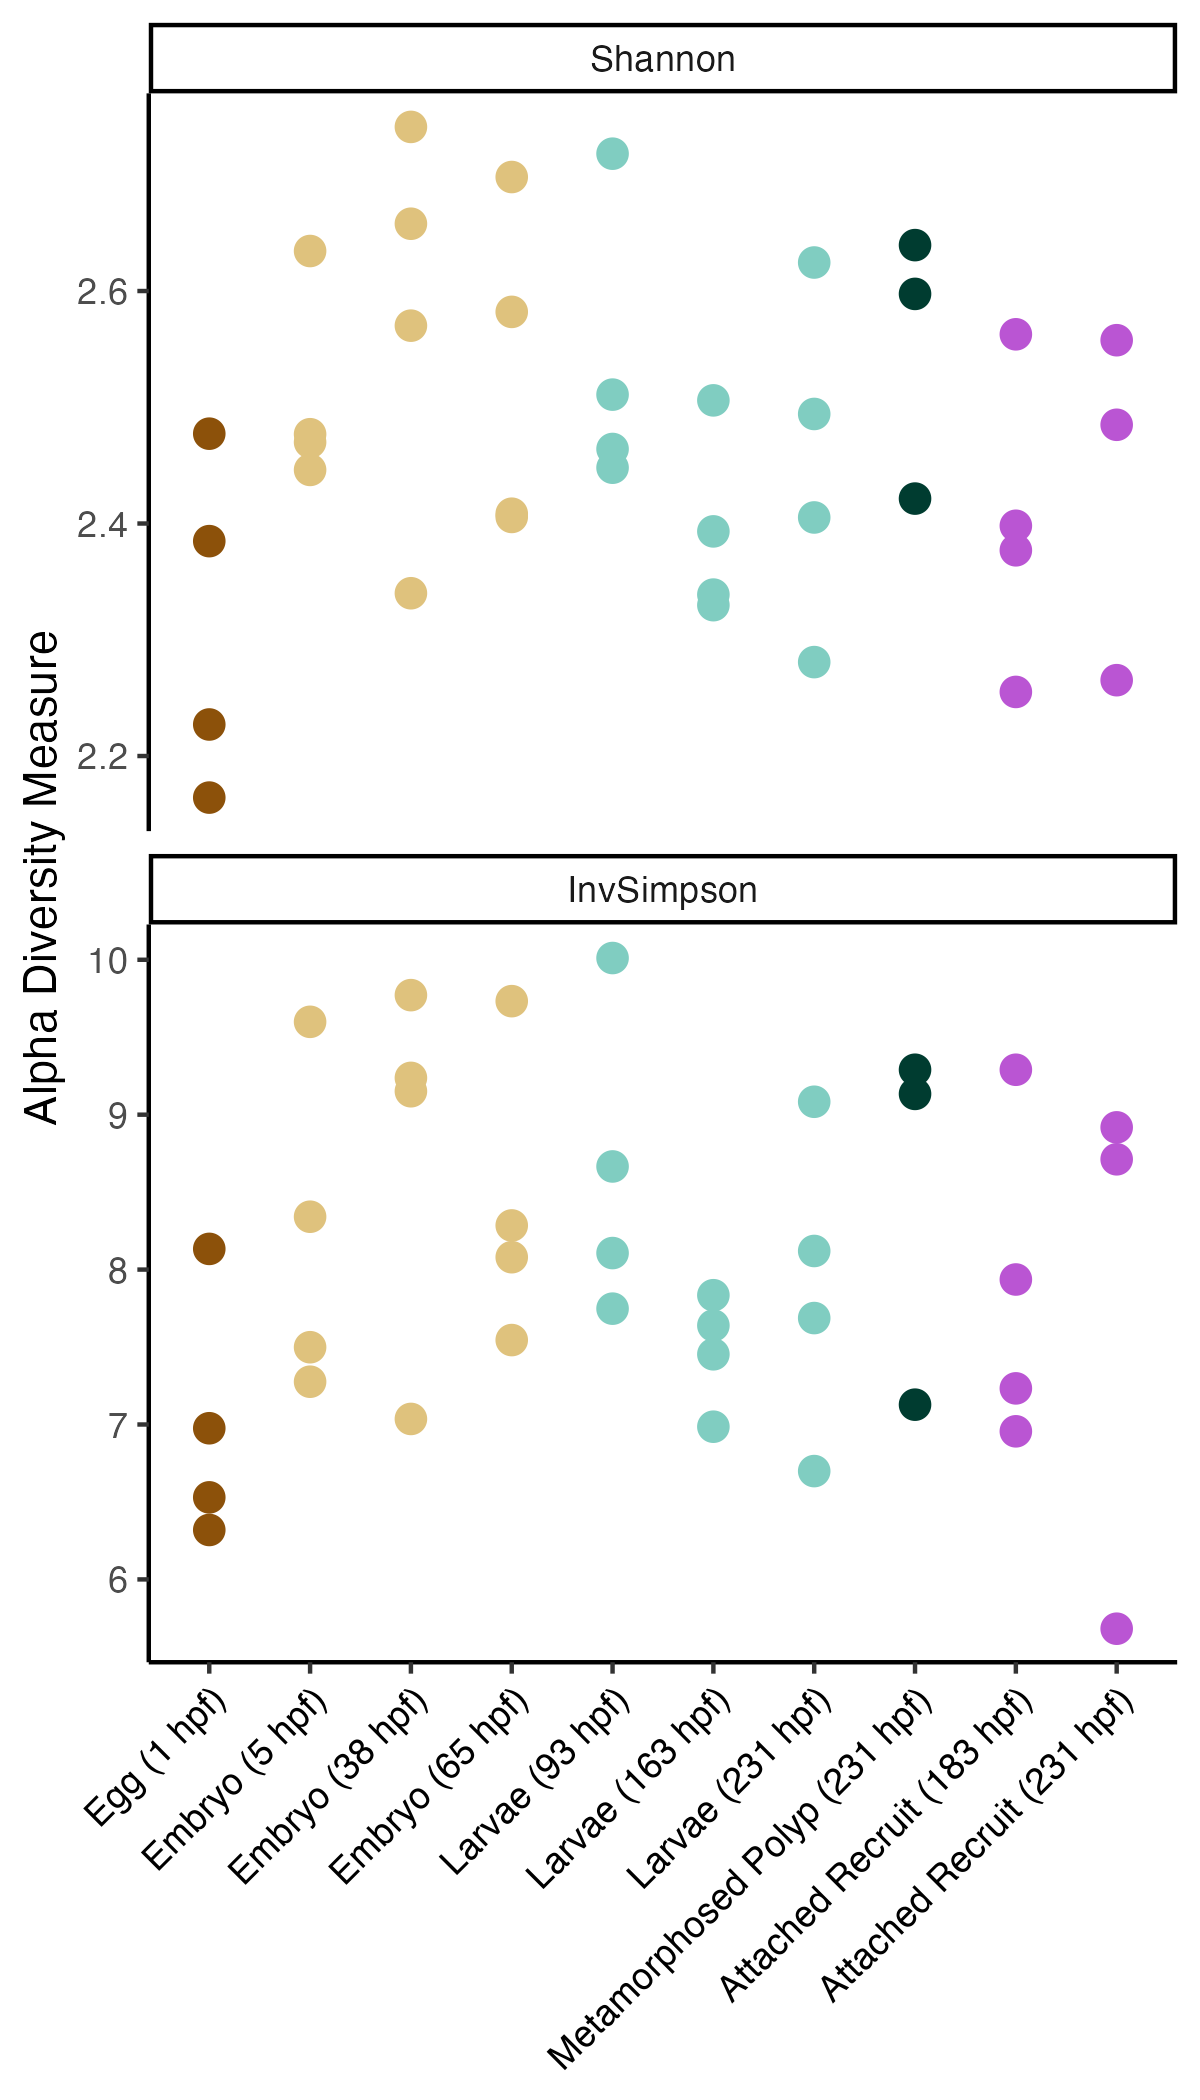 Shannon
2.6
2.4
2.2
Alpha Diversity Measure
InvSimpson
10
9
8
7
6
Egg (1 hpf)
Embryo (5 hpf)
Embryo (38 hpf)
Embryo (65 hpf)
Larvae (93 hpf)
Larvae (163 hpf)
Larvae (231 hpf)
Metamorphosed Polyp (231 hpf)
Attached Recruit (183 hpf)
Attached Recruit (231 hpf)